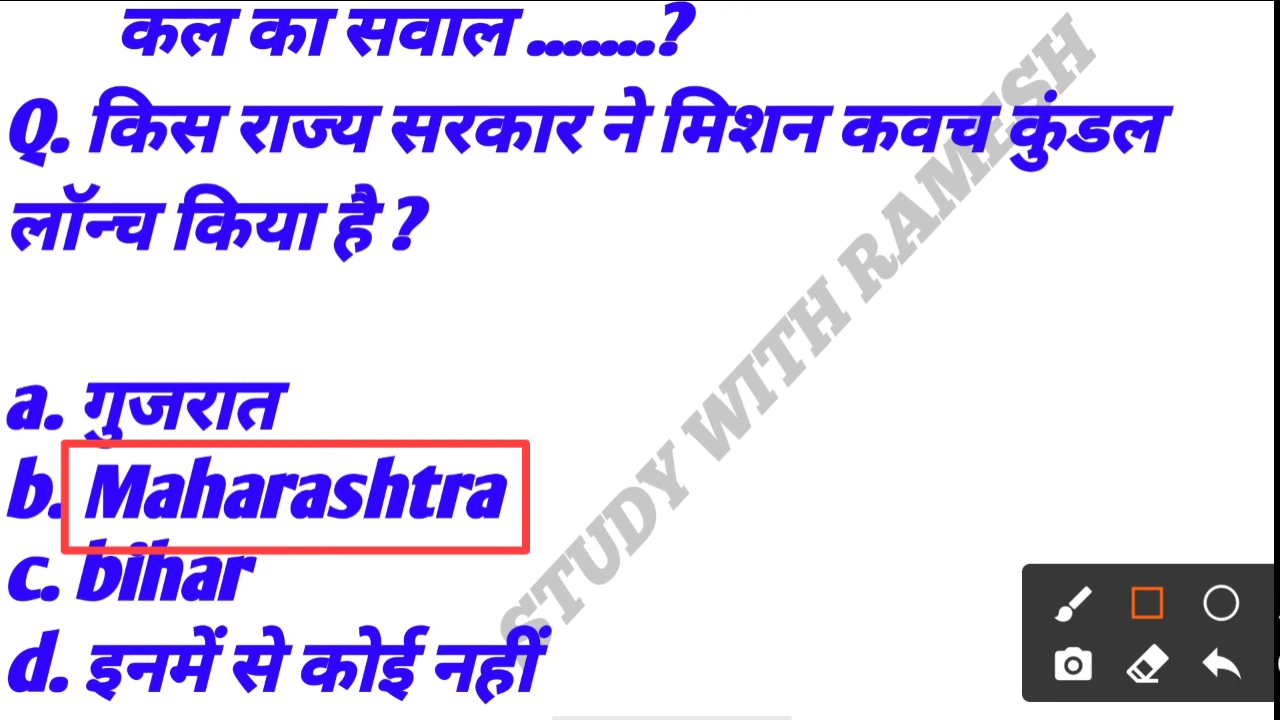 कल का सवाल .......?
Q. किस राज्य सरकार ने मिशन कवच कुंडल
लॉन्च किया है ?
a. गुजरात
b. Maharashtra
c. bihar
d. इनमें से कोई नहीं
STUDY WITH RAMESH